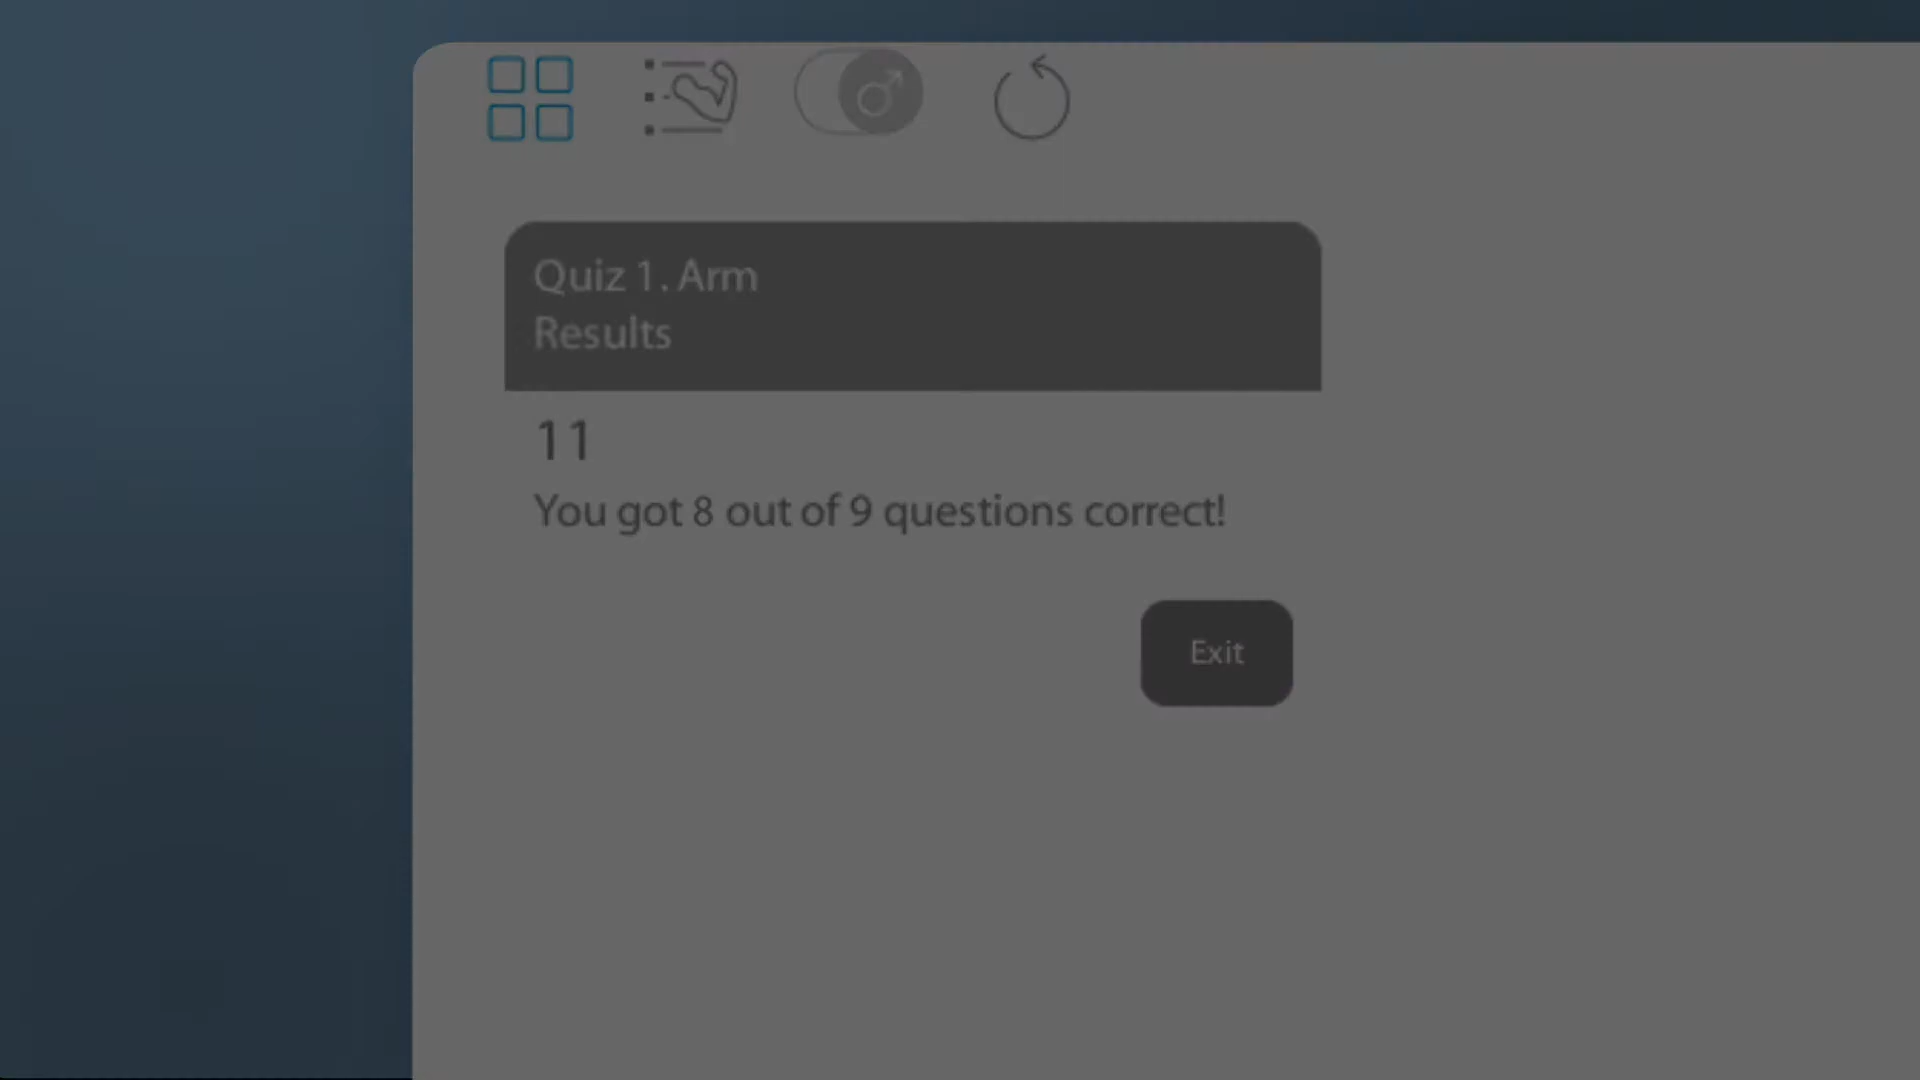 Quiz 1. Arm
Results
11
You got 8 out of 9 questions correct!
Exit